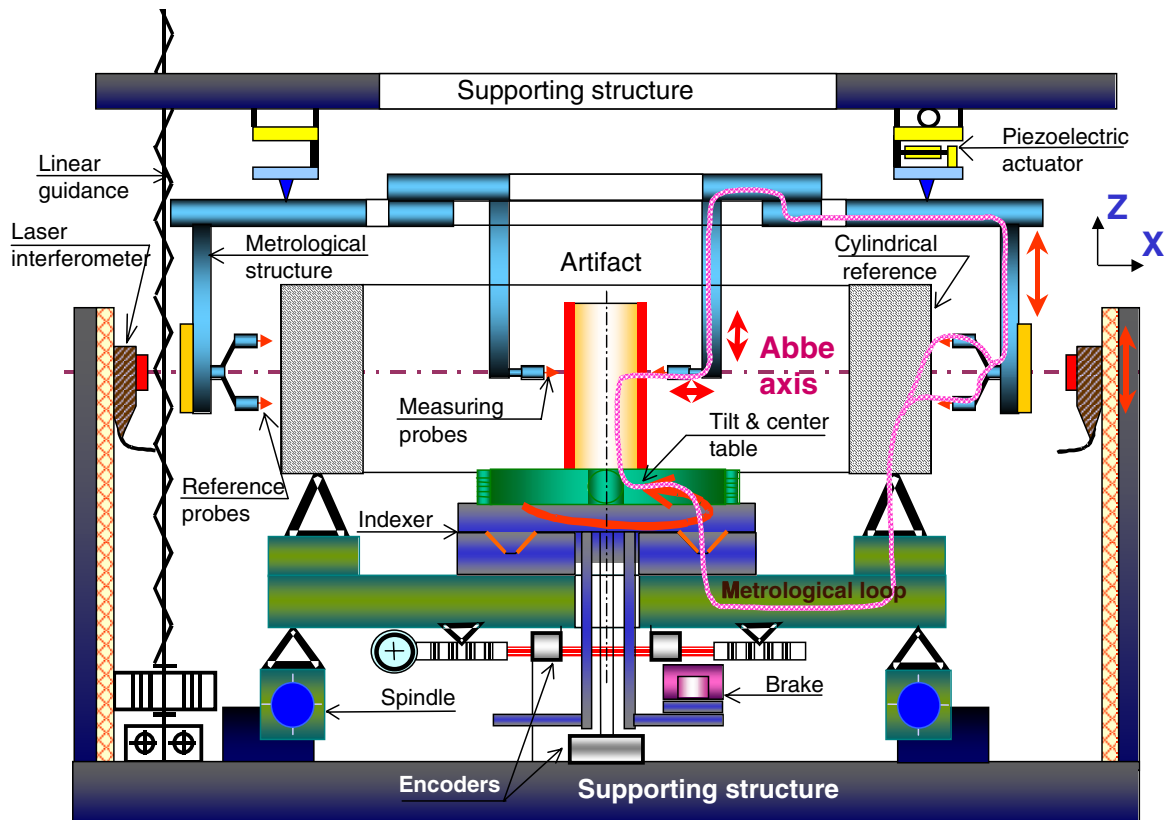 Supporting structure
Linear
guidance
Piezoelectric
actuator
Laser
interferometer
Metrological
structure
Artifact
Cylindrical
reference
Z
X
Abbe
axis
Measuring
probes
Tilt & center
table
Reference
probes
Indexer
Metrological loop
Spindle
Brake
Encoders
Supporting structure